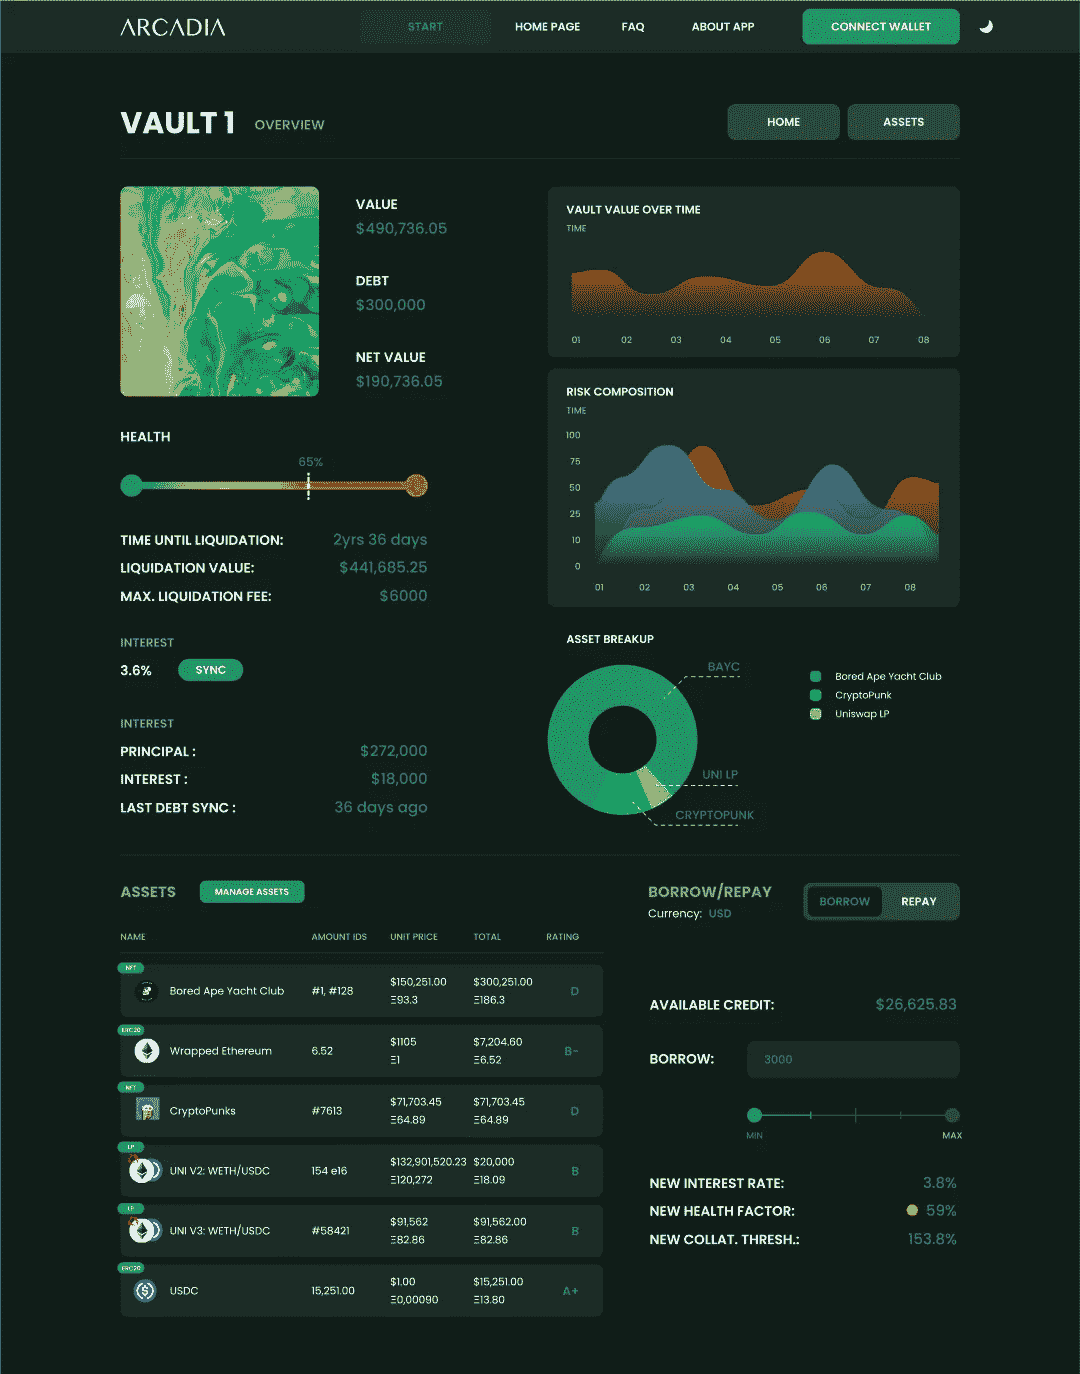 ARCADIA
START
HOME PAGE
FAQ
ABOUT APP
CONNECT WALLET
VAULT 1 OVERVIEW
HOME
ASSETS
VALUE
$490,736.05
DEBT
$300,000
NET VALUE
$190,736.05
HEALTH
65%
TIME UNTIL LIQUIDATION: 2yrs 36 days
LIQUIDATION VALUE: $441,685.25
MAX. LIQUIDATION FEE: $6000
INTEREST
3.6% SYNC
INTEREST
PRINCIPAL : $272,000
INTEREST : $18,000
LAST DEBT SYNC : 36 days ago
VAULT VALUE OVER TIME
TIME
01 02 03 04 05 06 07 08
RISK COMPOSITION
TIME
100
75
50
25
10
0
01 02 03 04 05 06 07 08
ASSET BREAKUP
BAYC
UNI LP
CRYPTOPUNK
Bored Ape Yacht Club
CryptoPunk
Uniswap LP
ASSETS MANAGE ASSETS
NAME AMOUNT IDS UNIT PRICE TOTAL RATING
NFT
Bored Ape Yacht Club #1, #128 $150,251.00 $300,251.00 D
Ξ93.3 Ξ186.3
ERC20
Wrapped Ethereum 6.52 $1105 $7,204.60 B-
Ξ1 Ξ6.52
NFT
CryptoPunks #7613 $71,703.45 $71,703.45 D
Ξ64.89 Ξ64.89
LP
UNI V2: WETH/USDC 154 e16 $132,901,520.23 $20,000 B
Ξ120,272 Ξ18.09
LP
UNI V3: WETH/USDC #58421 $91,562 $91,562.00 B
Ξ82.86 Ξ82.86
ERC20
USDC 15,251.00 $1.00 $15,251.00 A+
Ξ0,00090 Ξ13.80
BORROW/REPAY
Currency: USD
BORROW REPAY
AVAILABLE CREDIT: $26,625.83
BORROW: 3000
MIN MAX
NEW INTEREST RATE: 3.8%
NEW HEALTH FACTOR: 59%
NEW COLLAT. THRESH.: 153.8%